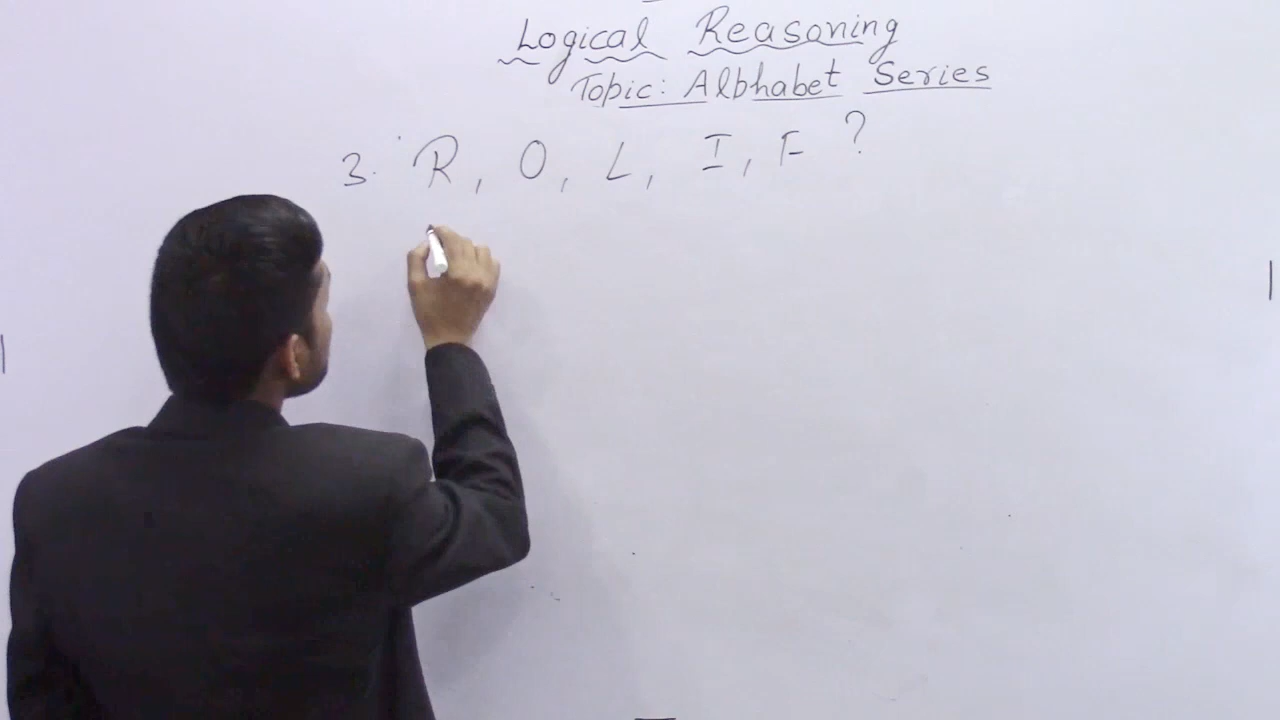 Logical Reasoning
Topic: Albhabet Series
3. R, O, L, I, F ?